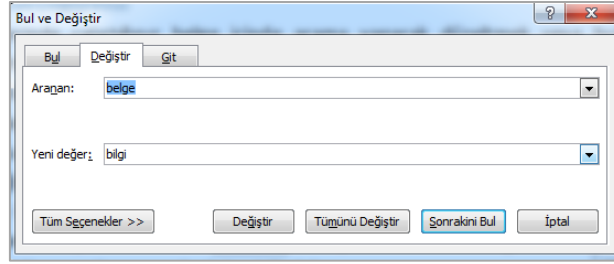 Bul ve Değiştir
Bul Değiştir Git
Aranan: belge
Yeni değer: bilgi
Tüm Seçenekler >> Değiştir Tümünü Değiştir Sonrakini Bul İptal